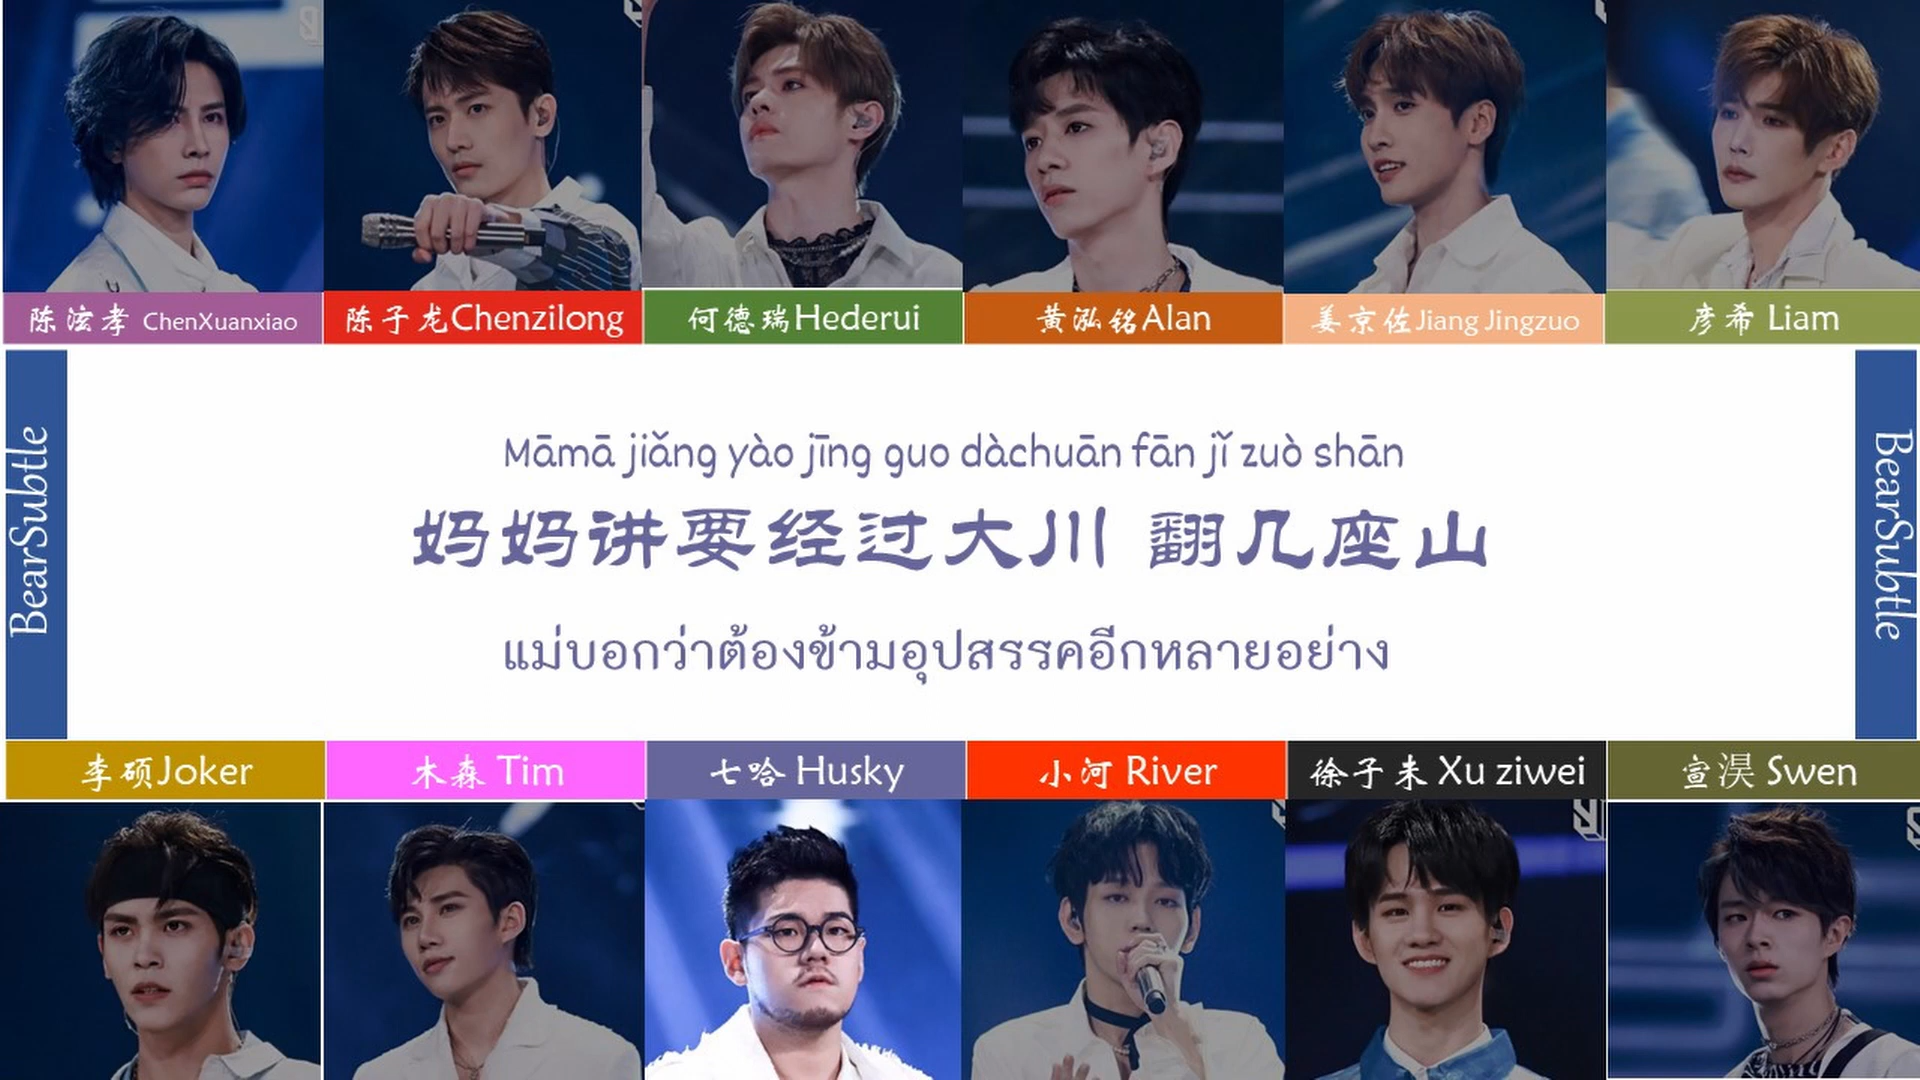 陈泫孝 ChenXuanxiao
陈子龙Chenzilong
何德瑞Hederui
黄泓铭Alan
姜京佐Jiang Jingzuo
彦希 Liam
BearSubtle
Māmā jiǎng yào jīng guo dàchuān fān jǐ zuò shān
妈妈讲要经过大川 翻几座山
แม่บอกว่าต้องข้ามอุปสรรคอีกหลายอย่าง
BearSubtle
李硕Joker
木森 Tim
七哈 Husky
小河 River
徐子未 Xu ziwei
宣淏 Swen